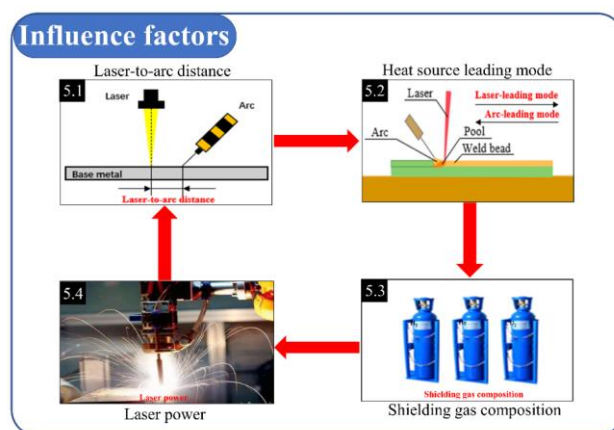 Influence factors
Laser-to-arc distance
5.1
Laser
Arc
Base metal
Laser-to-arc distance
Heat source leading mode
5.2
Laser
Laser-leading mode
Arc-leading mode
Arc
Pool
Weld bead
5.4
Laser power
Laser power
5.3
Shielding gas composition
Shielding gas composition